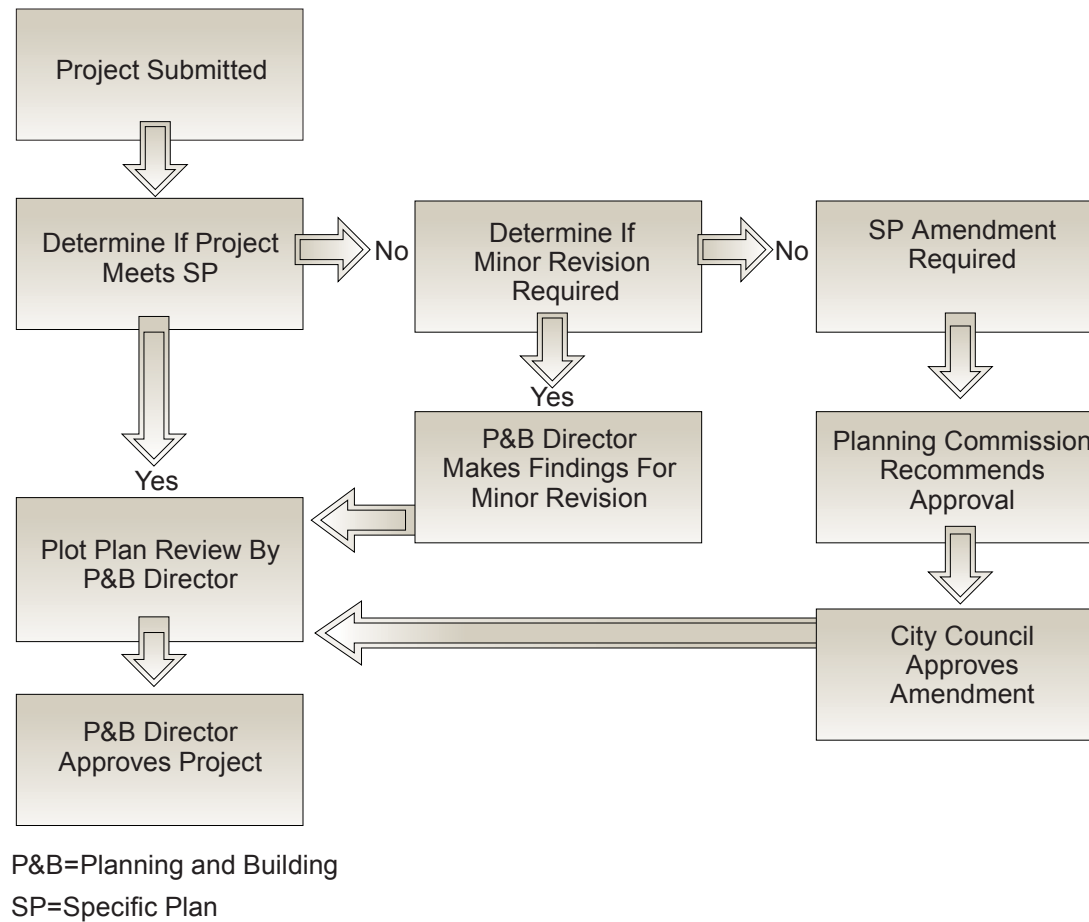 Project Submitted
Determine If Project
Meets SP
No
Determine If
Minor Revision
Required
No
SP Amendment
Required
Yes
Yes
P&B Director
Makes Findings For
Minor Revision
Planning Commission
Recommends
Approval
Plot Plan Review By
P&B Director
City Council
Approves
Amendment
P&B Director
Approves Project
P&B=Planning and Building
SP=Specific Plan